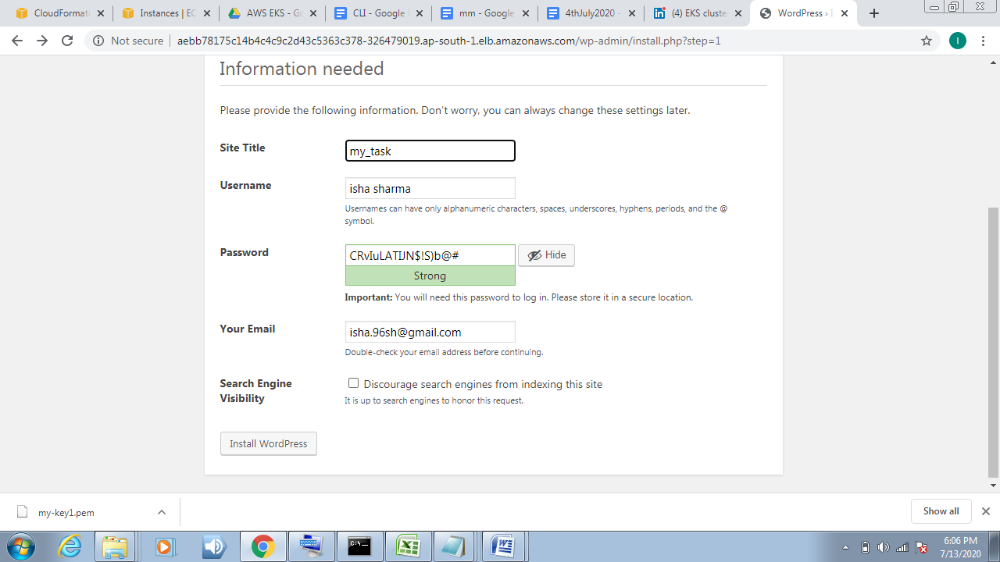 CloudFormat
Instances | EC
AWS EKS - Go
CLI - Google
mm - Google
4thJuly2020 -
(4) EKS cluste
WordPress › I
Not secure | aebb78175c14b4c4c9c2d43c5363c378-326479019.ap-south-1.elb.amazonaws.com/wp-admin/install.php?step=1
I
Information needed
Please provide the following information. Don’t worry, you can always change these settings later.
Site Title
my_task
Username
isha sharma
Usernames can have only alphanumeric characters, spaces, underscores, hyphens, periods, and the @
symbol.
Password
CRvIuLATIJN$!S)b@#
Hide
Strong
Important: You will need this password to log in. Please store it in a secure location.
Your Email
isha.96sh@gmail.com
Double-check your email address before continuing.
Search Engine
Visibility
Discourage search engines from indexing this site
It is up to search engines to honor this request.
Install WordPress
my-key1.pem
Show all
6:06 PM
7/13/2020